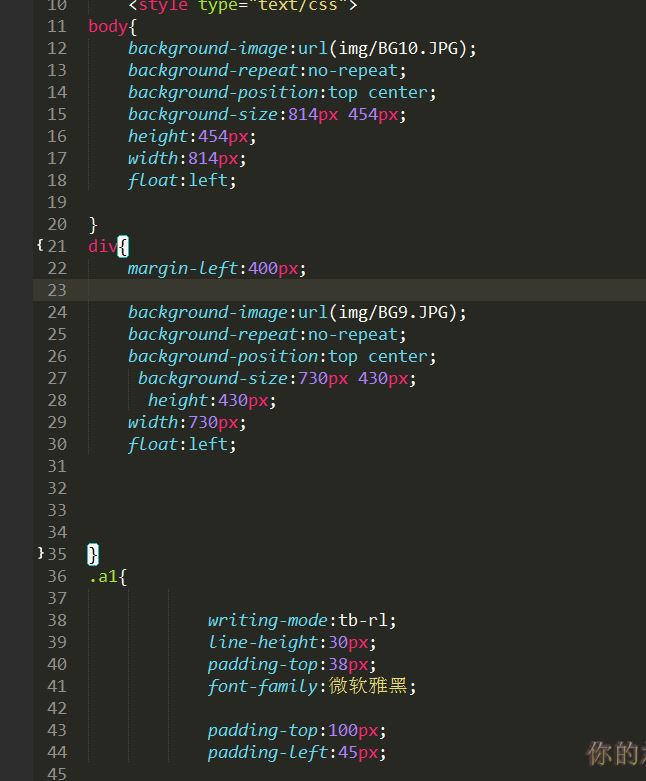 10 <style type="text/css">
11 body{
12 background-image:url(img/BG10.JPG);
13 background-repeat:no-repeat;
14 background-position:top center;
15 background-size:814px 454px;
16 height:454px;
17 width:814px;
18 float:left;
19
20 }
{21 div{
22 margin-left:400px;
23
24 background-image:url(img/BG9.JPG);
25 background-repeat:no-repeat;
26 background-position:top center;
27 background-size:730px 430px;
28 height:430px;
29 width:730px;
30 float:left;
31
32
33
34
}35 }
36 .a1{
37
38 writing-mode:tb-rl;
39 line-height:30px;
40 padding-top:38px;
41 font-family:微软雅黑;
42
43 padding-top:100px;
44 padding-left:45px;
45
你的